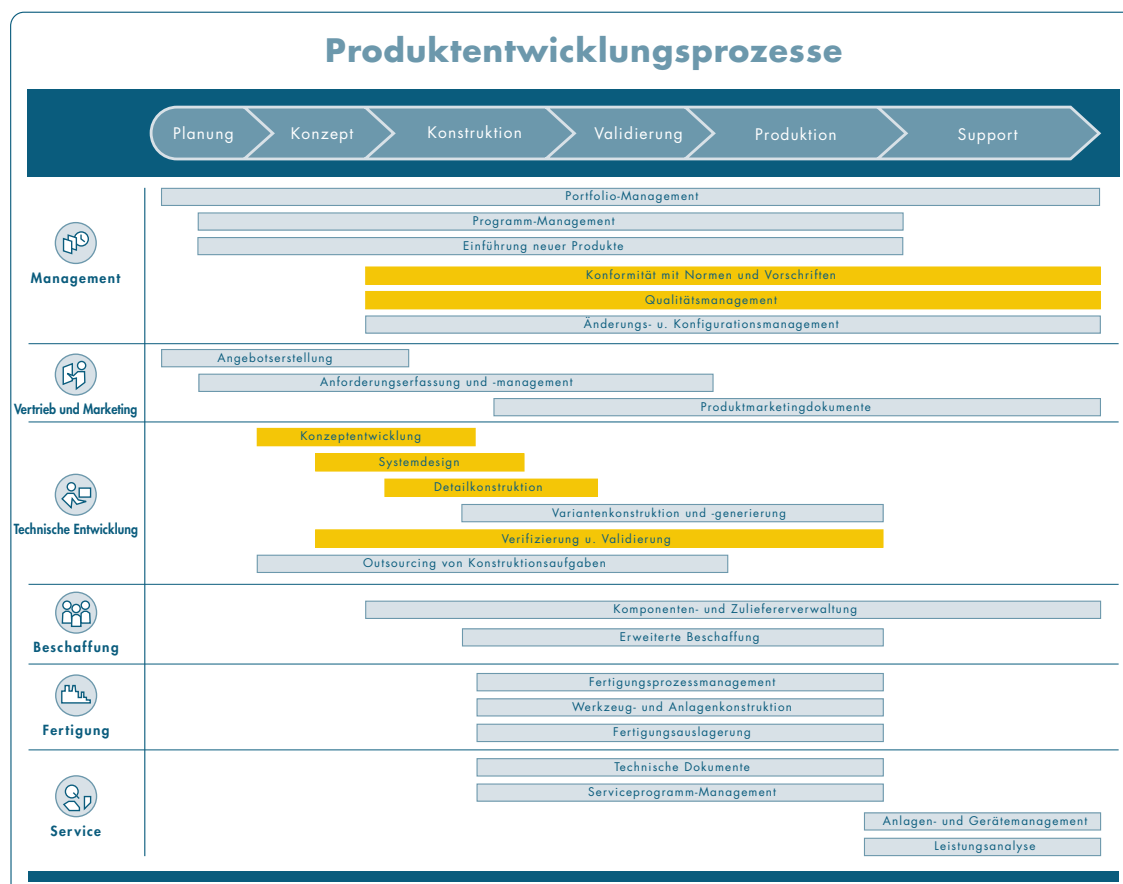 Produktentwicklungsprozesse
Planung
Konzept
Konstruktion
Validierung
Produktion
Support
Management
Portfolio-Management
Programm-Management
Einführung neuer Produkte
Konformität mit Normen und Vorschriften
Qualitätsmanagement
Änderungs- u. Konfigurationsmanagement
Vertrieb und Marketing
Angebotserstellung
Anforderungserfassung und -management
Produktmarketingdokumente
Technische Entwicklung
Konzeptentwicklung
Systemdesign
Detailkonstruktion
Variantenkonstruktion und -generierung
Verifizierung u. Validierung
Outsourcing von Konstruktionsaufgaben
Beschaffung
Komponenten- und Zuliefererverwaltung
Erweiterte Beschaffung
Fertigung
Fertigungsprozessmanagement
Werkzeug- und Anlagenkonstruktion
Fertigungsauslagerung
Service
Technische Dokumente
Serviceprogramm-Management
Anlagen- und Gerätemanagement
Leistungsanalyse